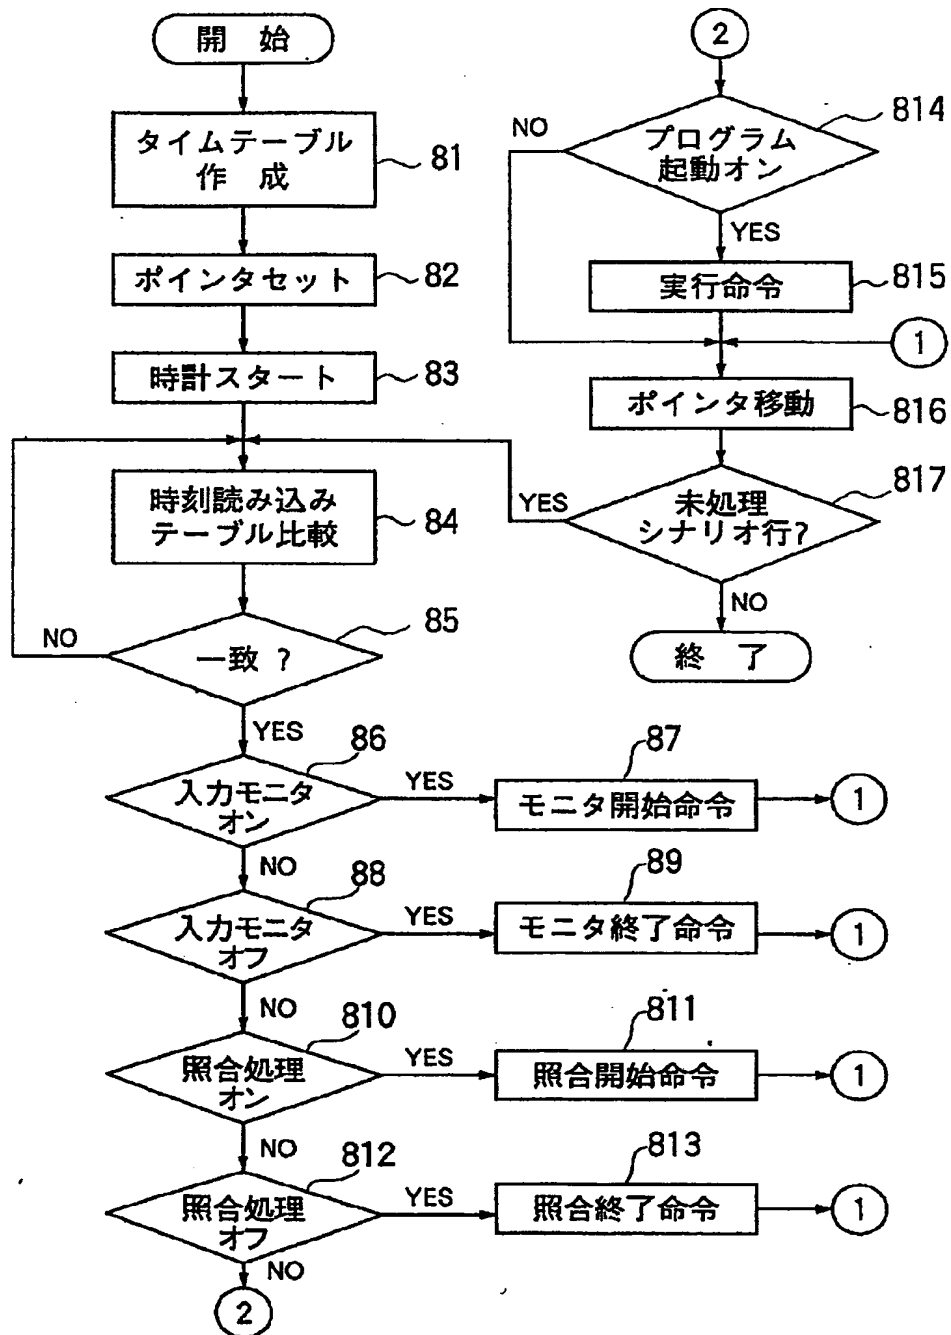 開 始
タイムテーブル
作 成
81
ポインタセット
82
時計スタート
83
時刻読み込み
テーブル比較
84
一致 ?
85
NO
YES
入力モニタ
オン
86
YES
モニタ開始命令
87
1
NO
入力モニタ
オフ
88
YES
モニタ終了命令
89
1
NO
照合処理
オン
810
YES
照合開始命令
811
1
NO
照合処理
オフ
812
YES
照合終了命令
813
1
NO
2
2
プログラム
起動オン
814
NO
YES
実行命令
815
1
ポインタ移動
816
未処理
シナリオ行?
817
YES
NO
終 了